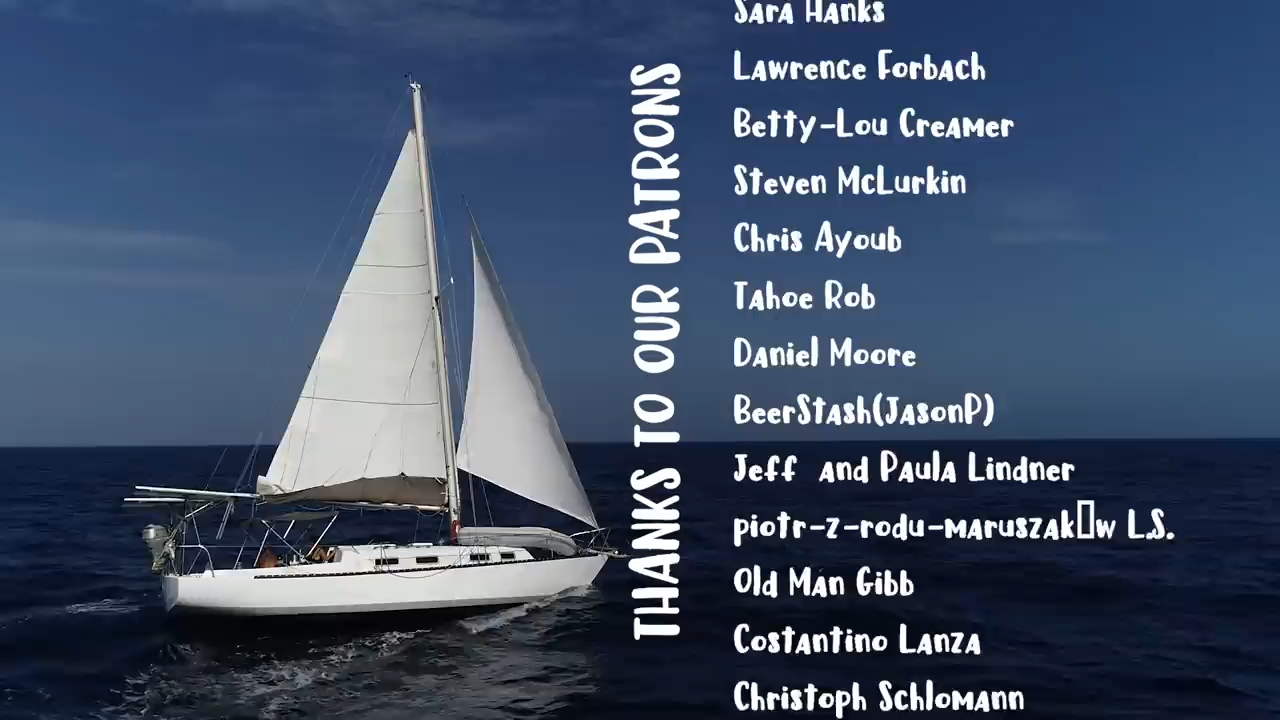 THANKS TO OUR PATRONS
Sara Hanks
Lawrence Forbach
Betty-Lou Creamer
Steven McLurkin
Chris Ayoub
Tahoe Rob
Daniel Moore
BeerStash(JasonP)
Jeff and Paula Lindner
piotr-z-rodu-maruszak▯w L.S.
Old Man Gibb
Costantino Lanza
Christoph Schlomann